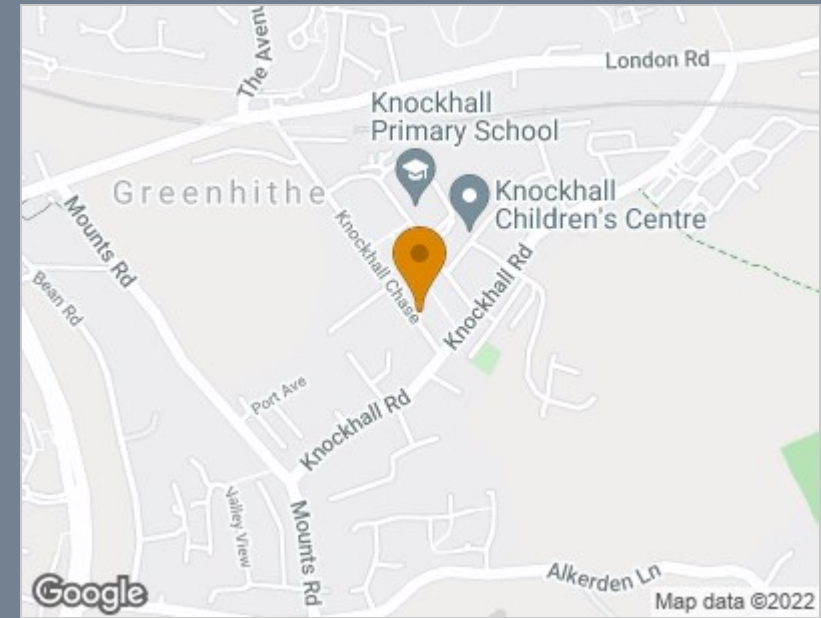 The Avenu
London Rd
Knockhall
Primary School
Greenhithe
Knockhall
Children's Centre
Mounts Rd
Knockhall Chase
Bean Rd
Knockhall Rd
Port Ave
Knockhall Rd
Valley View
Mounts Rd
Alkerden Ln
Google
Map data ©2022